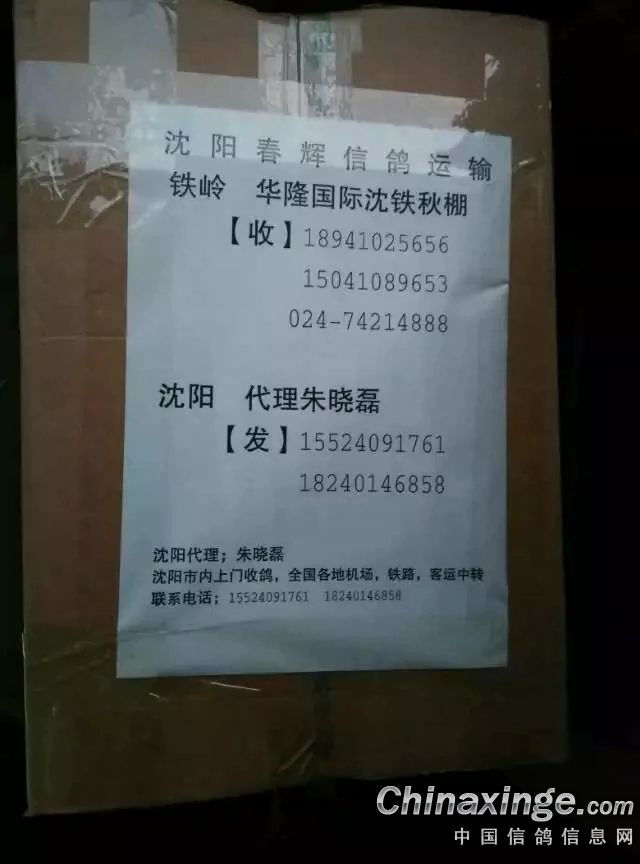 沈阳春辉信鸽运输
铁岭 华隆国际沈铁秋棚
【收】18941025656
15041089653
024-74214888
沈阳 代理朱晓磊
【发】15524091761
18240146858
沈阳代理；朱晓磊
沈阳市内上门收鸽，全国各地机场，铁路，客运中转
联系电话；15524091761 18240146858
Chinaxinge.com
中国信鸽信息网